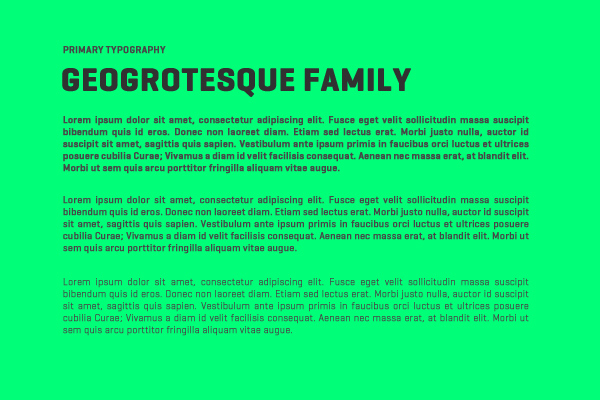 PRIMARY TYPOGRAPHY
GEOGROTESQUE FAMILY
Lorem ipsum dolor sit amet, consectetur adipiscing elit. Fusce eget velit sollicitudin massa suscipit
bibendum quis id eros. Donec non laoreet diam. Etiam sed lectus erat. Morbi justo nulla, auctor id
suscipit sit amet, sagittis quis sapien. Vestibulum ante ipsum primis in faucibus orci luctus et ultrices
posuere cubilia Curae; Vivamus a diam id velit facilisis consequat. Aenean nec massa erat, at blandit elit.
Morbi ut sem quis arcu porttitor fringilla aliquam vitae augue.
Lorem ipsum dolor sit amet, consectetur adipiscing elit. Fusce eget velit sollicitudin massa suscipit
bibendum quis id eros. Donec non laoreet diam. Etiam sed lectus erat. Morbi justo nulla, auctor id suscipit
sit amet, sagittis quis sapien. Vestibulum ante ipsum primis in faucibus orci luctus et ultrices posuere
cubilia Curae; Vivamus a diam id velit facilisis consequat. Aenean nec massa erat, at blandit elit. Morbi ut
sem quis arcu porttitor fringilla aliquam vitae augue.
Lorem ipsum dolor sit amet, consectetur adipiscing elit. Fusce eget velit sollicitudin massa suscipit
bibendum quis id eros. Donec non laoreet diam. Etiam sed lectus erat. Morbi justo nulla, auctor id suscipit
sit amet, sagittis quis sapien. Vestibulum ante ipsum primis in faucibus orci luctus et ultrices posuere
cubilia Curae; Vivamus a diam id velit facilisis consequat. Aenean nec massa erat, at blandit elit. Morbi ut
sem quis arcu porttitor fringilla aliquam vitae augue.